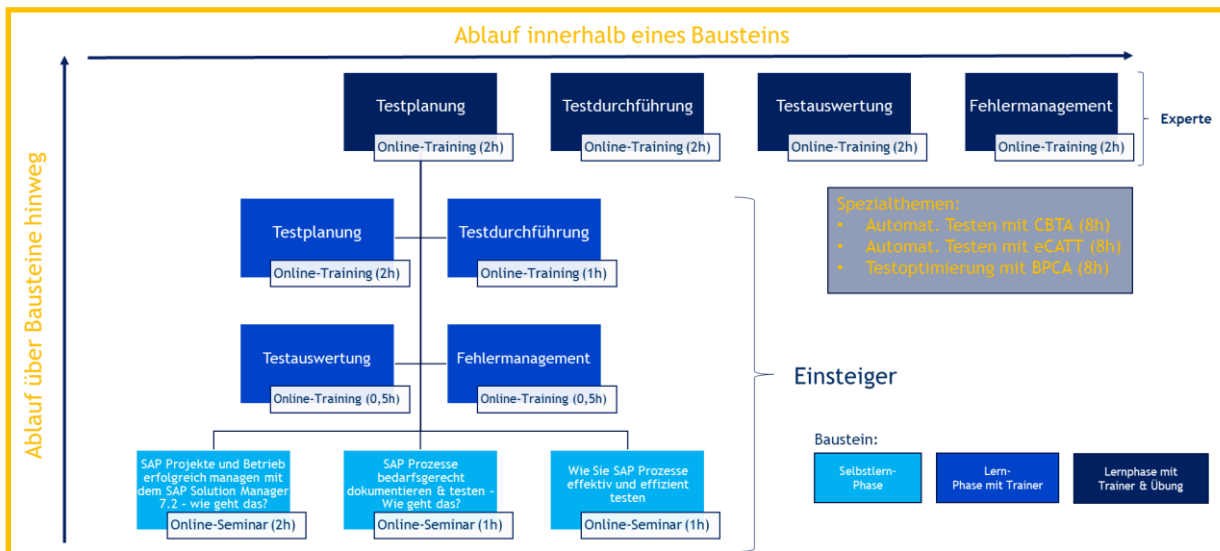 Ablauf innerhalb eines Bausteins
Ablauf über Bausteine hinweg
Testplanung
Online-Training (2h)
Testdurchführung
Online-Training (2h)
Testauswertung
Online-Training (2h)
Fehlermanagement
Online-Training (2h)
Experte
Testplanung
Online-Training (2h)
Testdurchführung
Online-Training (1h)
Spezialthemen:
• Automat. Testen mit CBTA (8h)
• Automat. Testen mit eCATT (8h)
• Testoptimierung mit BPCA (8h)
Testauswertung
Online-Training (0,5h)
Fehlermanagement
Online-Training (0,5h)
Einsteiger
SAP Projekte und Betrieb
erfolgreich managen mit
dem SAP Solution Manager
7.2 – wie geht das?
Online-Seminar (2h)
SAP Prozesse
bedarfsgerecht
dokumentieren & testen –
Wie geht das?
Online-Seminar (1h)
Wie Sie SAP Prozesse
effektiv und effizient
testen
Online-Seminar (1h)
Baustein:
Selbstlern-
Phase
Lern-
Phase mit Trainer
Lernphase mit
Trainer & Übung